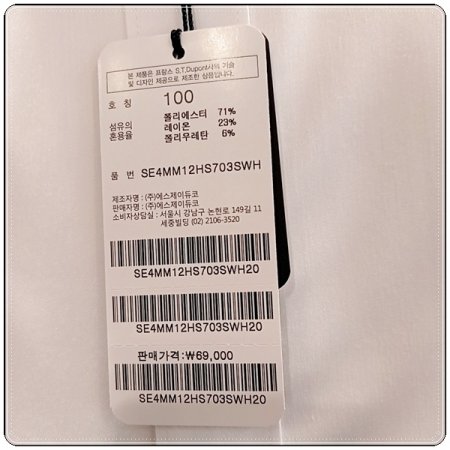 본 제품은 프랑스 S.T.Dupont사의 기술
및 디자인 제공으로 제조한 상품입니다.
호 칭 100
섬유의 혼용율
폴리에스터 71%
레이온 23%
폴리우레탄 6%
품 번 SE4MM12HS703SWH
제조자명 : (주)에스제이듀코
판매자명 : (주)에스제이듀코
소비자상담실 : 서울시 강남구 논현로 149길 11
세중빌딩 (02) 2106-3520
SE4MM12HS703SWH20
SE4MM12HS703SWH20
판매가격:₩69,000
SE4MM12HS703SWH20